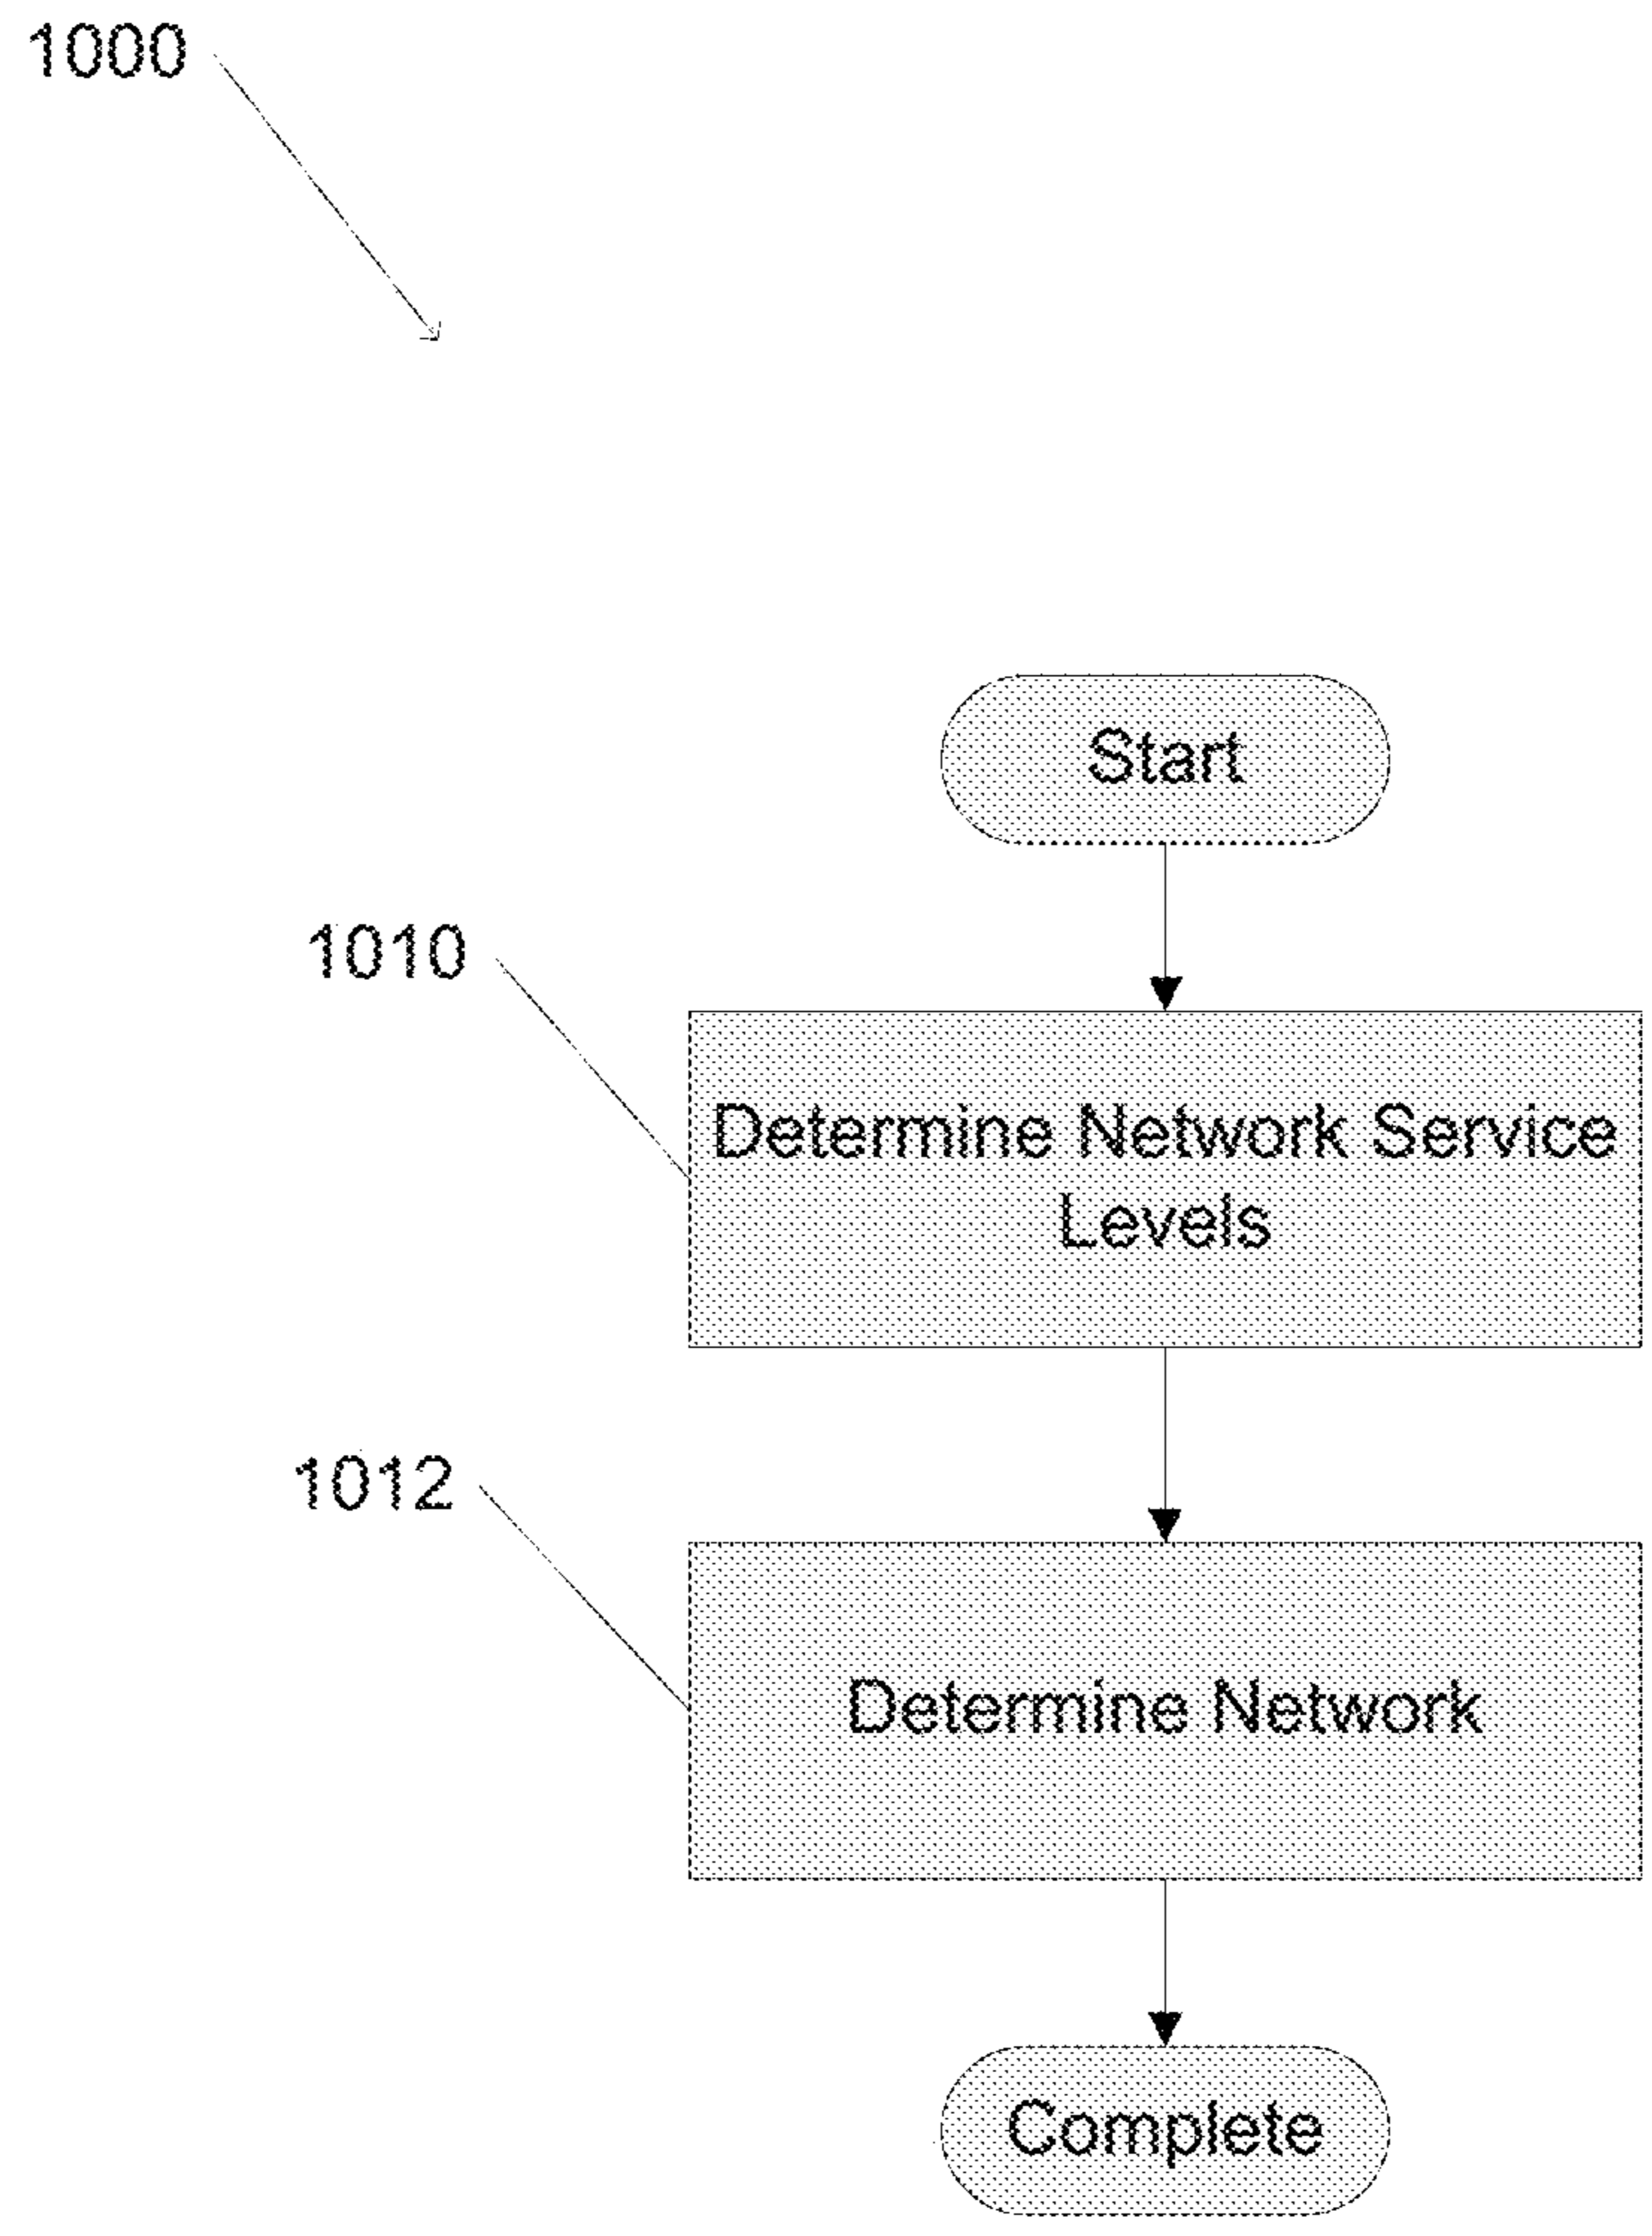 1000
Start
1010
Determine Network Service
Levels
1012
Determine Network
Complete